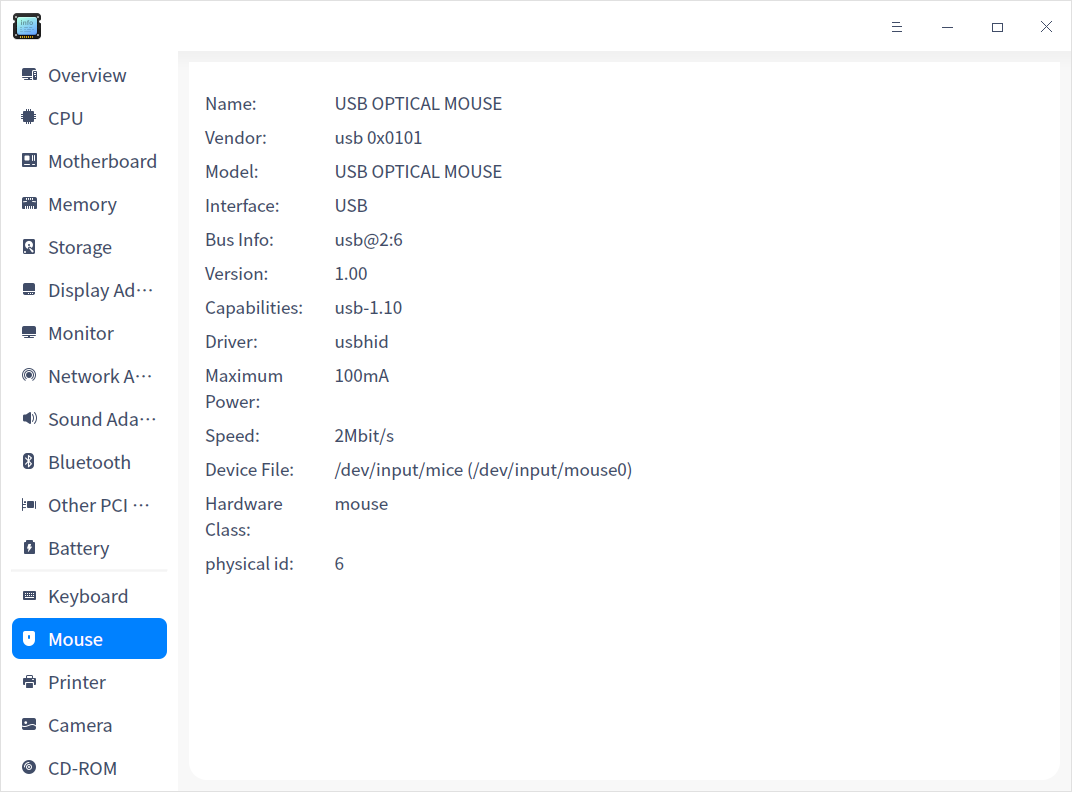 info
Overview
CPU
Motherboard
Memory
Storage
Display Ad···
Monitor
Network A···
Sound Ada···
Bluetooth
Other PCI ···
Battery
Keyboard
Mouse
Printer
Camera
CD-ROM
Name: USB OPTICAL MOUSE
Vendor: usb 0x0101
Model: USB OPTICAL MOUSE
Interface: USB
Bus Info: usb@2:6
Version: 1.00
Capabilities: usb-1.10
Driver: usbhid
Maximum 100mA
Power:
Speed: 2Mbit/s
Device File: /dev/input/mice (/dev/input/mouse0)
Hardware mouse
Class:
physical id: 6